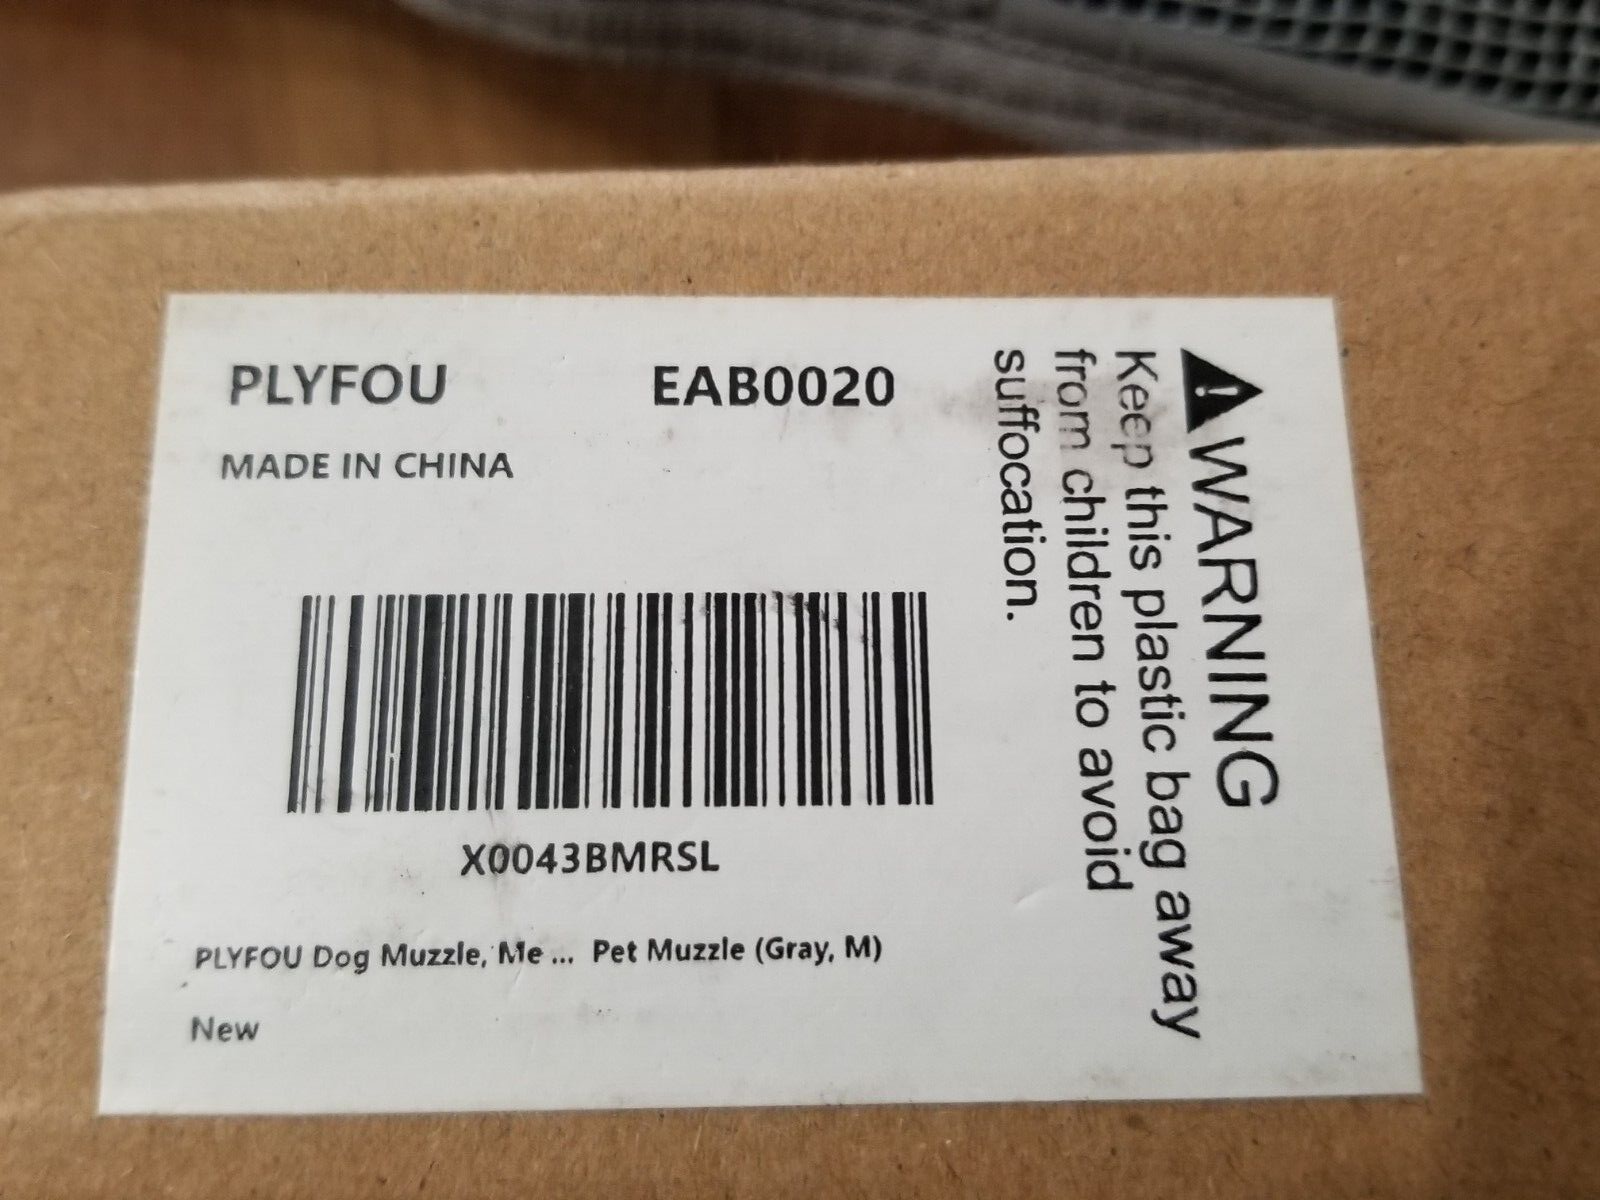 PLYFOU EAB0020
MADE IN CHINA
X0043BMRSL
PLYFOU Dog Muzzle, Me ... Pet Muzzle (Gray, M)
New
WARNING
Keep this plastic bag away
from children to avoid
suffocation.